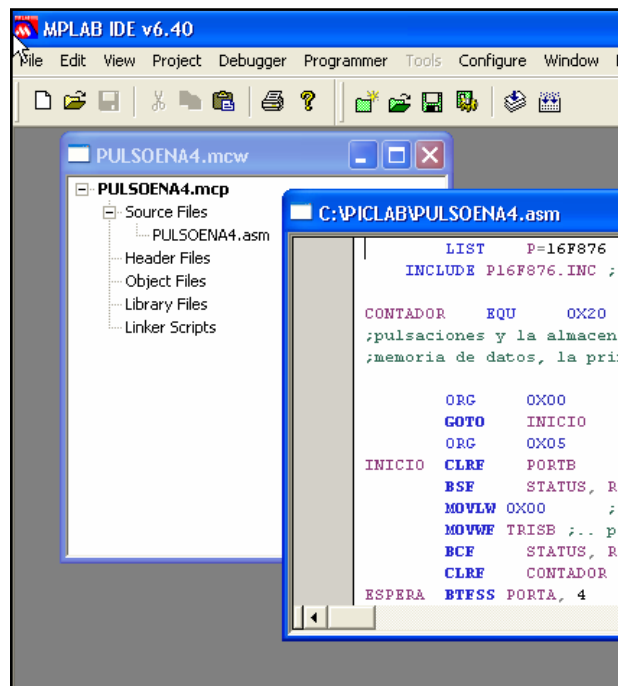 MPLAB IDE v6.40
File Edit View Project Debugger Programmer Tools Configure Window
PULSOENA4.mcw
PULSOENA4.mcp
Source Files
PULSOENA4.asm
Header Files
Object Files
Library Files
Linker Scripts
C:\PICLAB\PULSOENA4.asm
LIST P=16F876
INCLUDE P16F876.INC ;
CONTADOR EQU 0X20
;pulsaciones y la almacen
;memoria de datos, la pri
ORG 0X00
GOTO INICIO
ORG 0X05
INICIO CLRF PORTB
BSF STATUS, R
MOVLW 0X00 ;
MOVWF TRISB ;.. p
BCF STATUS, R
CLRF CONTADOR
ESPERA BTFSS PORTA, 4